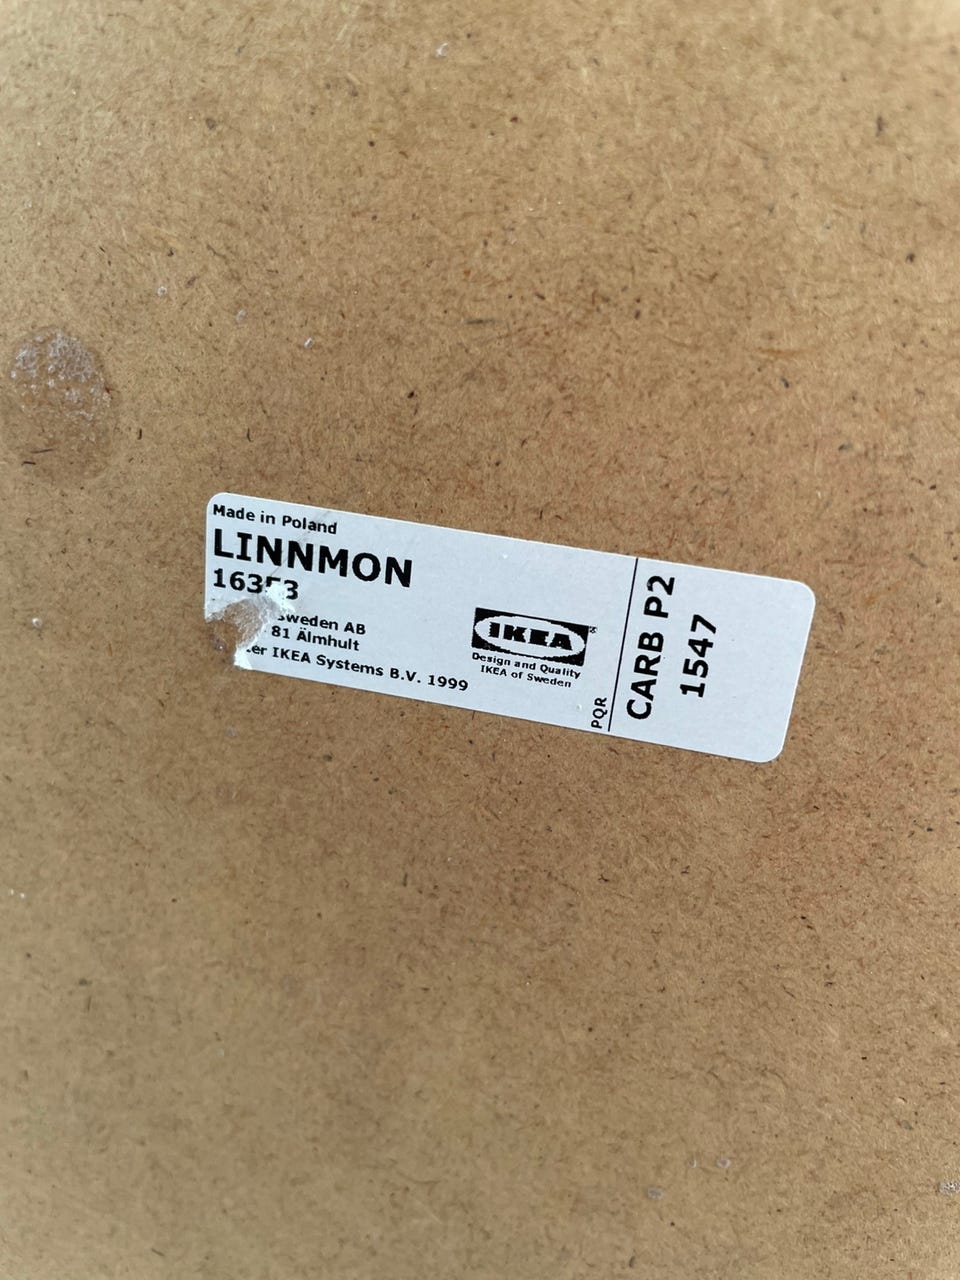 Made in Poland
LINNMON
Sweden AB
81 Älmhult
IKEA Systems B.V. 1999
IKEA
®
Design and Quality
IKEA of Sweden
PQR
CARB P2
1547